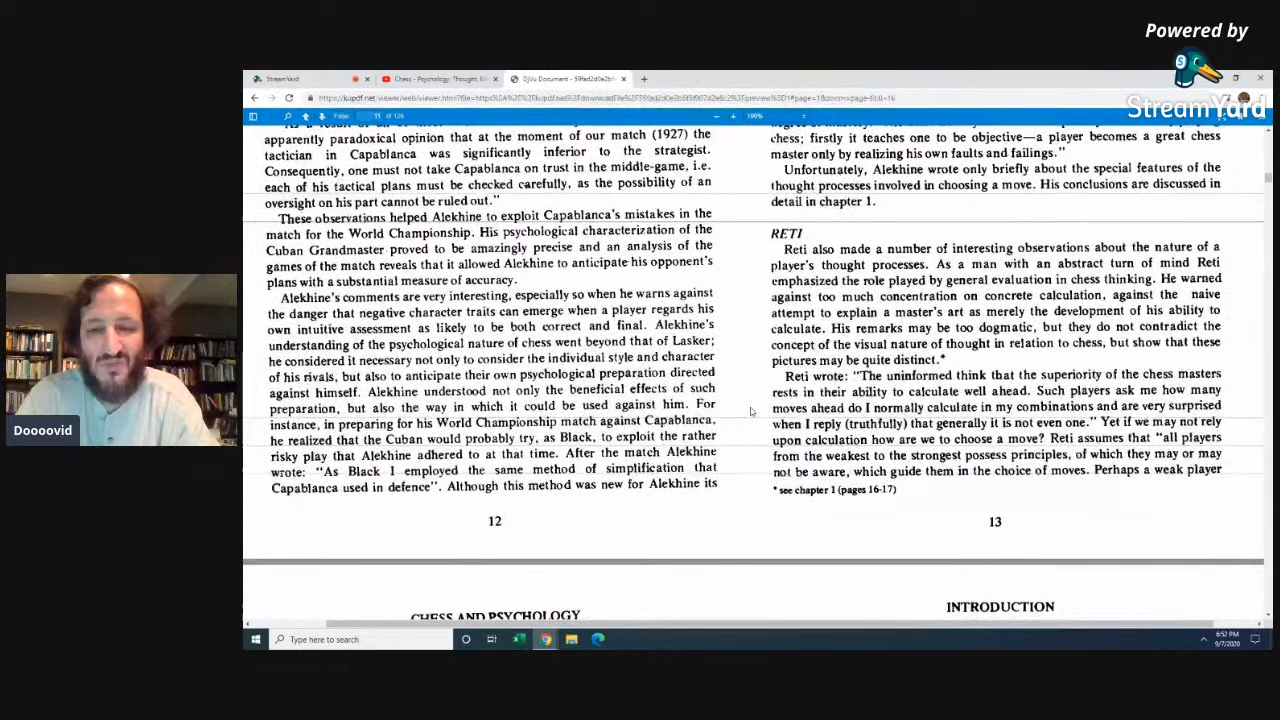 Powered by
StreamYard
StreamYard
Chess - Psychology, Thought,
DjVu Document - 59fad2d0e2b6
of 126
190%
apparently paradoxical opinion that at the moment of our match (1927) the
tactician in Capablanca was significantly inferior to the strategist.
Consequently, one must not take Capablanca on trust in the middle-game, i.e.
each of his tactical plans must be checked carefully, as the possibility of an
oversight on his part cannot be ruled out."
These observations helped Alekhine to exploit Capablanca's mistakes in the
match for the World Championship. His psychological characterization of the
Cuban Grandmaster proved to be amazingly precise and an analysis of the
games of the match reveals that it allowed Alekhine to anticipate his opponent's
plans with a substantial measure of accuracy.
Alekhine's comments are very interesting, especially so when he warns against
the danger that negative character traits can emerge when a player regards his
own intuitive assessment as likely to be both correct and final. Alekhine's
understanding of the psychological nature of chess went beyond that of Lasker;
he considered it necessary not only to consider the individual style and character
of his rivals, but also to anticipate their own psychological preparation directed
against himself. Alekhine understood not only the beneficial effects of such
preparation, but also the way in which it could be used against him. For
instance, in preparing for his World Championship match against Capablanca,
he realized that the Cuban would probably try, as Black, to exploit the rather
risky play that Alekhine adhered to at that time. After the match Alekhine
wrote: "As Black I employed the same method of simplification that
Capablanca used in defence". Although this method was new for Alekhine its
12
chess; firstly it teaches one to be objective—a player becomes a great chess
master only by realizing his own faults and failings."
Unfortunately, Alekhine wrote only briefly about the special features of the
thought processes involved in choosing a move. His conclusions are discussed in
detail in chapter 1.
RETI
Reti also made a number of interesting observations about the nature of a
player's thought processes. As a man with an abstract turn of mind Reti
emphasized the role played by general evaluation in chess thinking. He warned
against too much concentration on concrete calculation, against the naive
attempt to explain a master's art as merely the development of his ability to
calculate. His remarks may be too dogmatic, but they do not contradict the
concept of the visual nature of thought in relation to chess, but show that these
pictures may be quite distinct.*
Reti wrote: "The uninformed think that the superiority of the chess masters
rests in their ability to calculate well ahead. Such players ask me how many
moves ahead do I normally calculate in my combinations and are very surprised
when I reply (truthfully) that generally it is not even one." Yet if we may not rely
upon calculation how are we to choose a move? Reti assumes that "all players
from the weakest to the strongest possess principles, of which they may or may
not be aware, which guide them in the choice of moves. Perhaps a weak player
* see chapter 1 (pages 16-17)
13
CHESS AND PSYCHOLOGY
INTRODUCTION
Doooovid
Type here to search
6:52 PM
9/7/2020